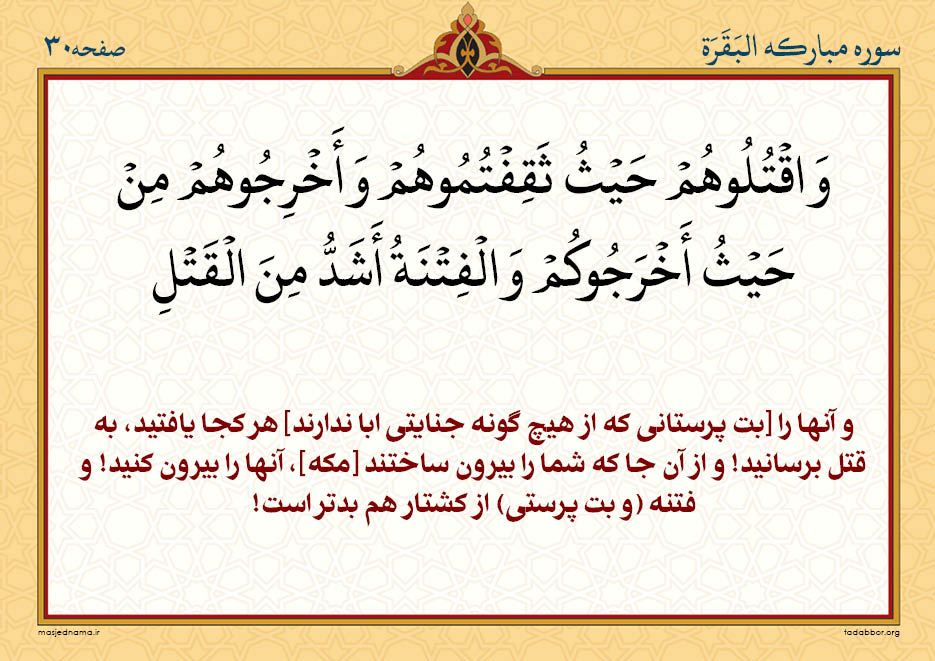 سوره مبارکه البَقَرَة
صفحه۳۰
وَ اقْتُلُوهُمْ حَيْثُ ثَقِفْتُمُوهُمْ وَ أَخْرِجُوهُمْ مِنْ
حَيْثُ أَخْرَجُوكُمْ وَ الْفِتْنَةُ أَشَدُّ مِنَ الْقَتْلِ
و آنها را [بت پرستانی که از هیچ گونه جنایتی ابا ندارند] هر کجا یافتید، به
قتل برسانید! و از آن جا که شما را بیرون ساختند [مکه]، آنها را بیرون کنید! و
فتنه (و بت پرستی) از کشتار هم بدتر است!
masjednama.ir
tadabbor.org